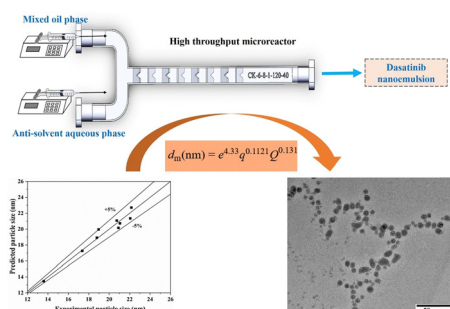 Mixed oil phase
High throughput microreactor
CK-6-8-1-120-40
Dasatinib
nanoemulsion
Anti-solvent aqueous phase
d_m(nm) = e^4.33 q^0.1121 Q^0.131
Predicted particle size (nm)
26
24
22
20
18
16
14
12
+5%
-5%
12 14 16 18 20 22 24 26
Experimental particle size (nm)